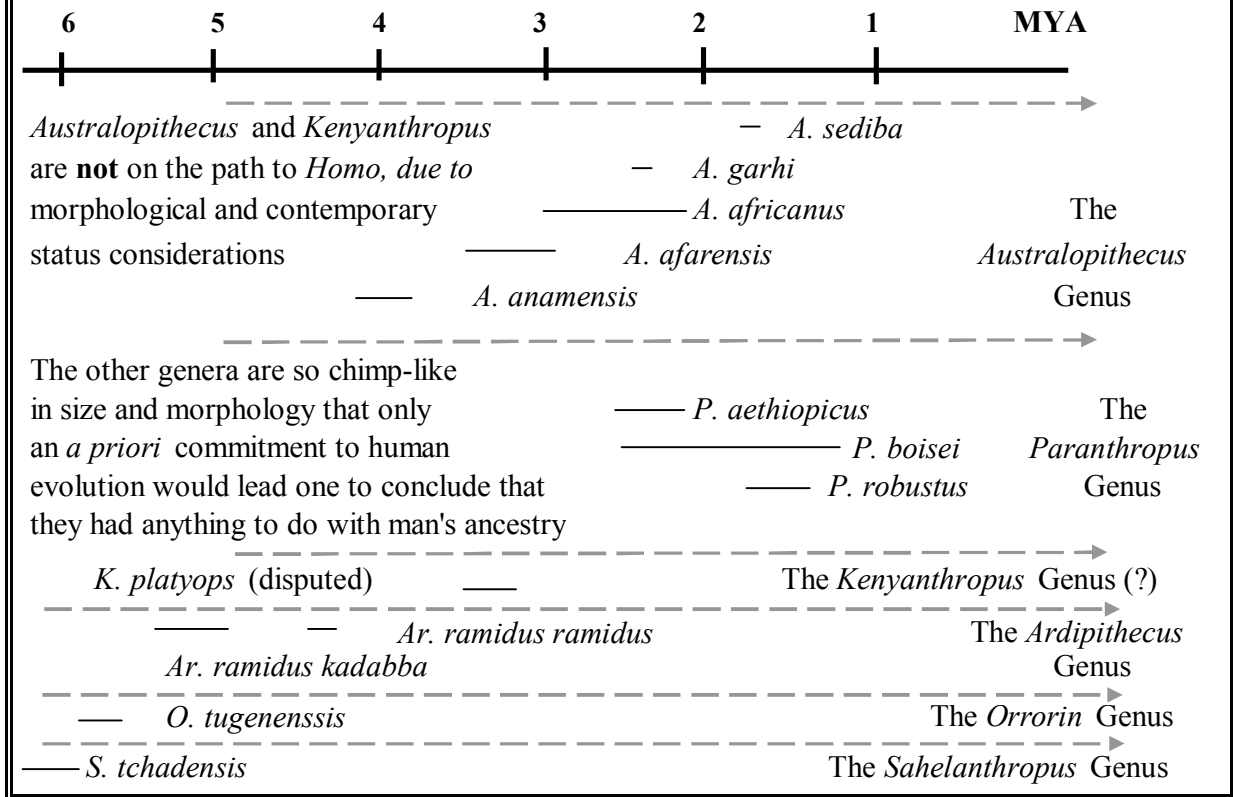 6 5 4 3 2 1 MYA
Australopithecus and Kenyanthropus
A. sediba
are not on the path to Homo, due to
A. garhi
morphological and contemporary
A. africanus
The
status considerations
A. afarensis
Australopithecus
A. anamensis
Genus
The other genera are so chimp-like
in size and morphology that only
P. aethiopicus
The
an a priori commitment to human
P. boisei
Paranthropus
evolution would lead one to conclude that
P. robustus
Genus
they had anything to do with man's ancestry
K. platyops (disputed)
The Kenyanthropus Genus (?)
Ar. ramidus ramidus
The Ardipithecus
Ar. ramidus kadabba
Genus
O. tugenenssis
The Orrorin Genus
S. tchadensis
The Sahelanthropus Genus